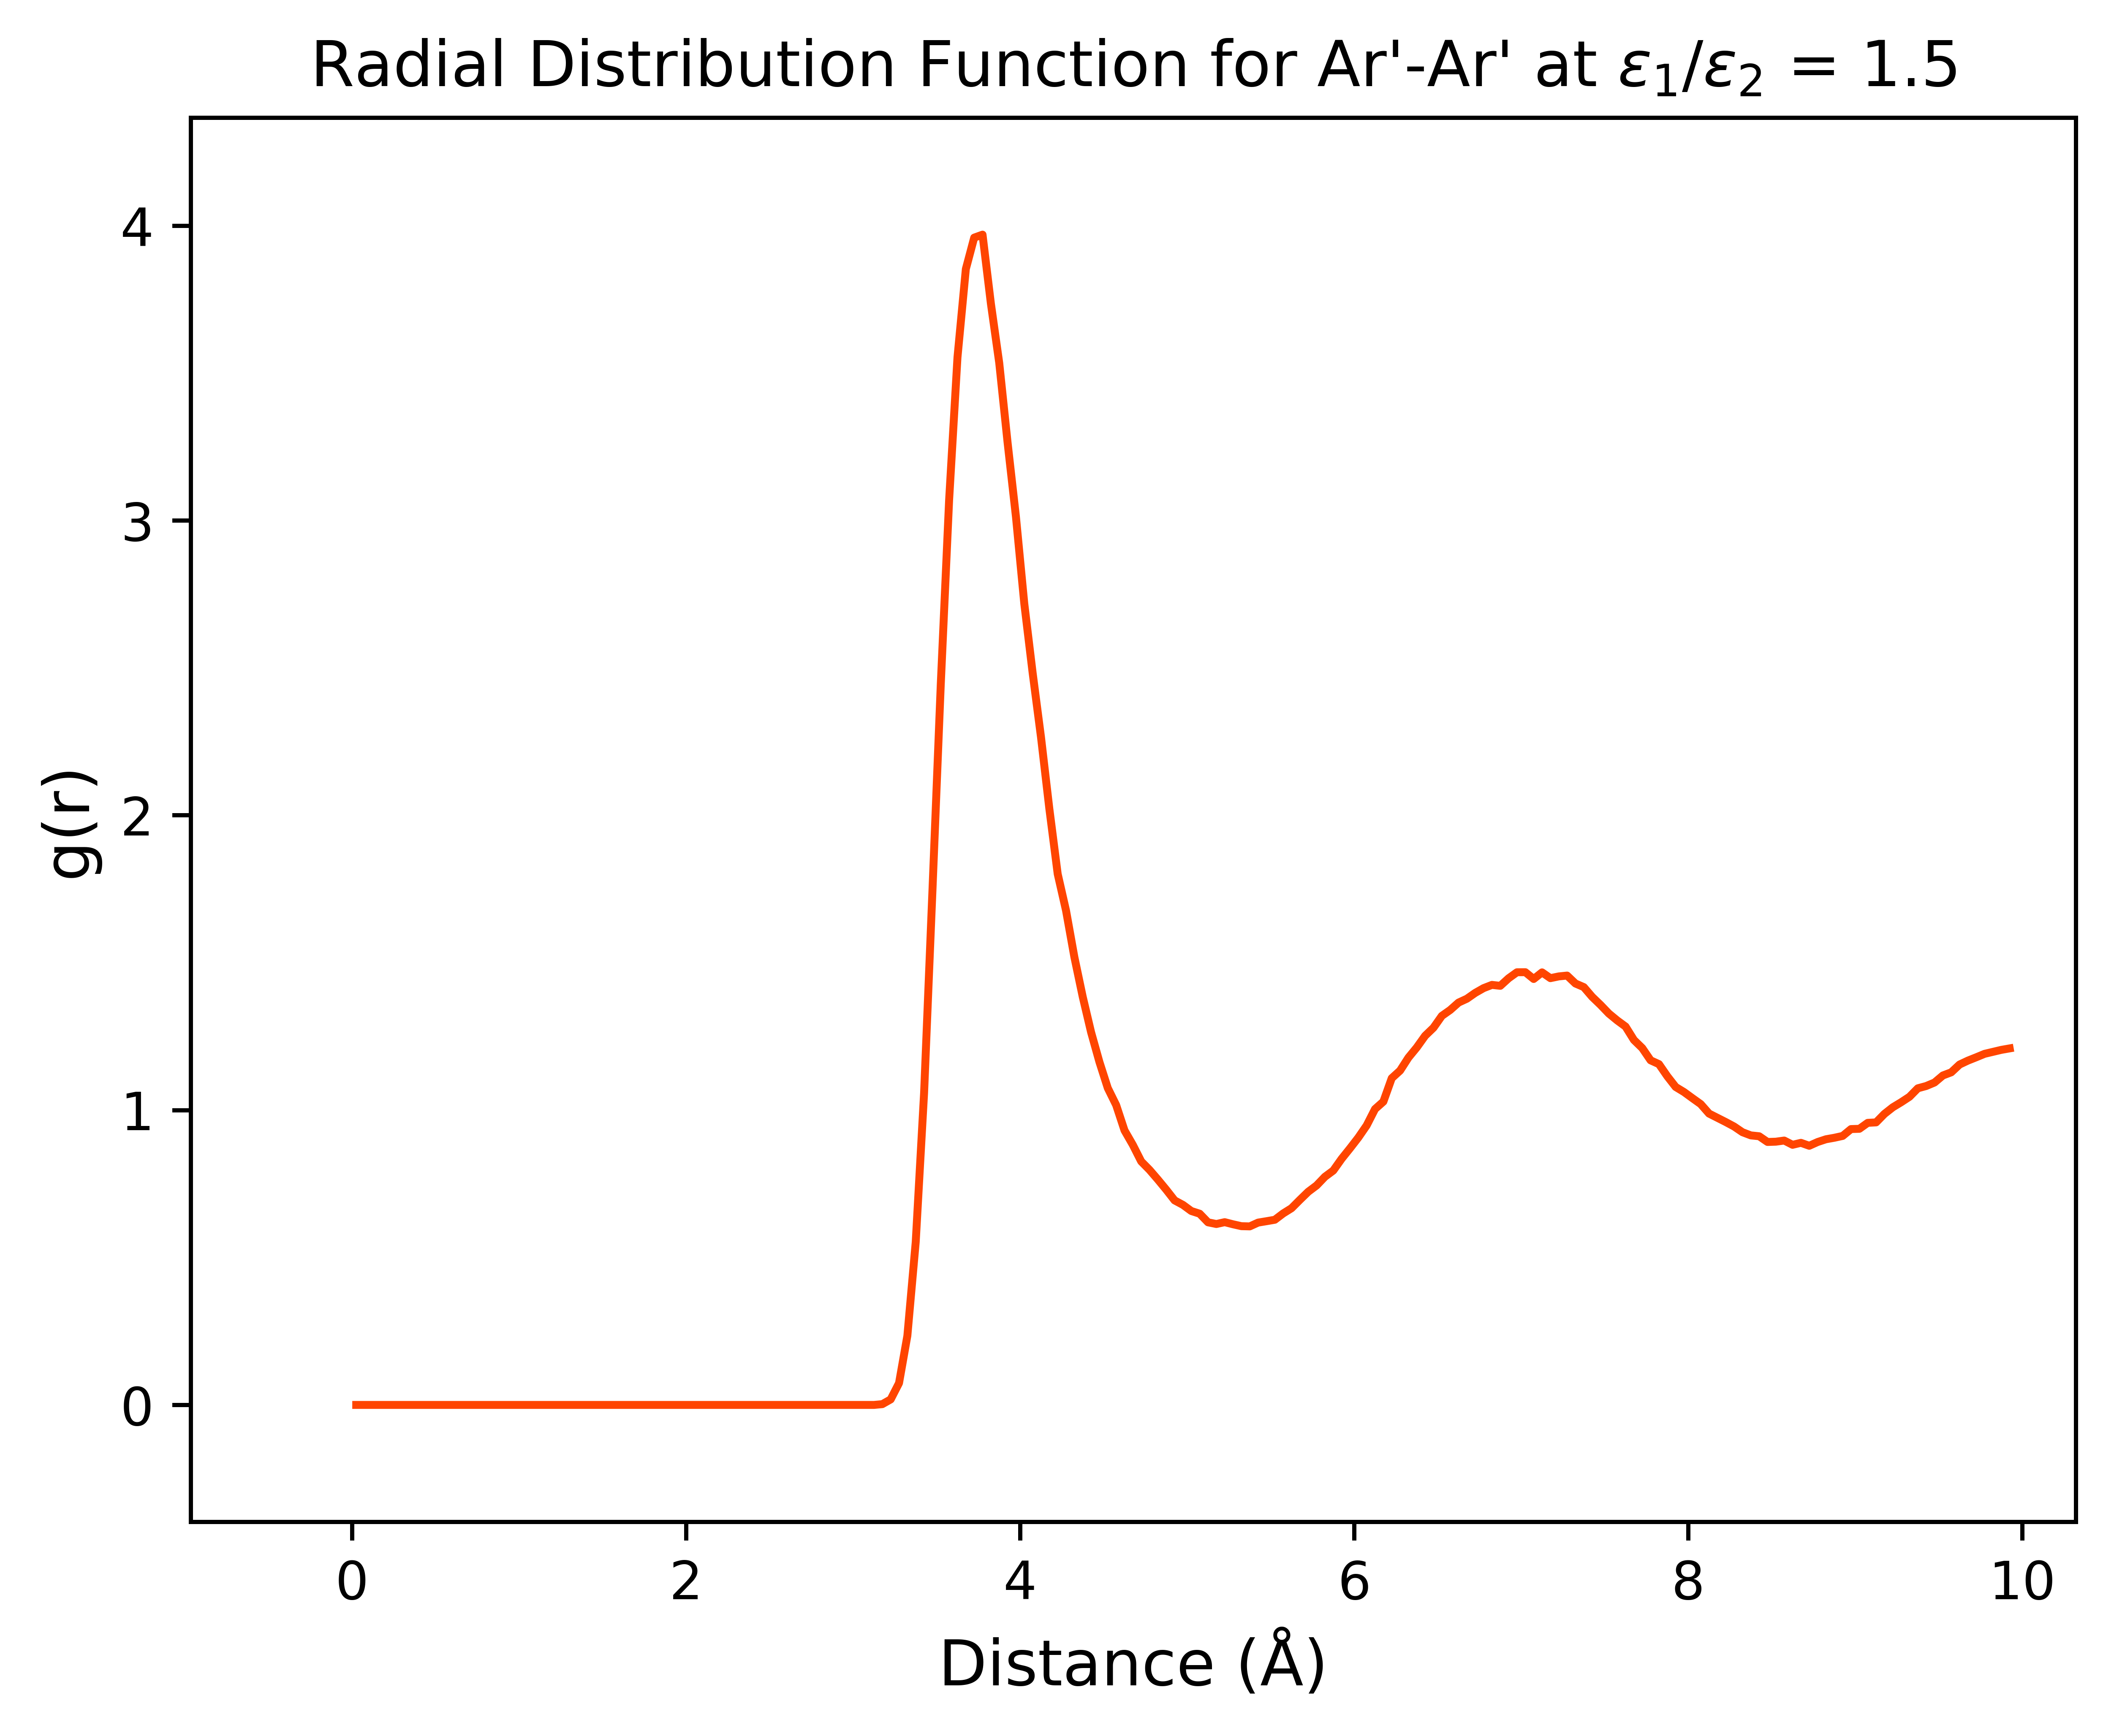 Radial Distribution Function for Ar'-Ar' at ε₁/ε₂ = 1.5
g(r)
4
3
2
1
0
0 2 4 6 8 10
Distance (Å)